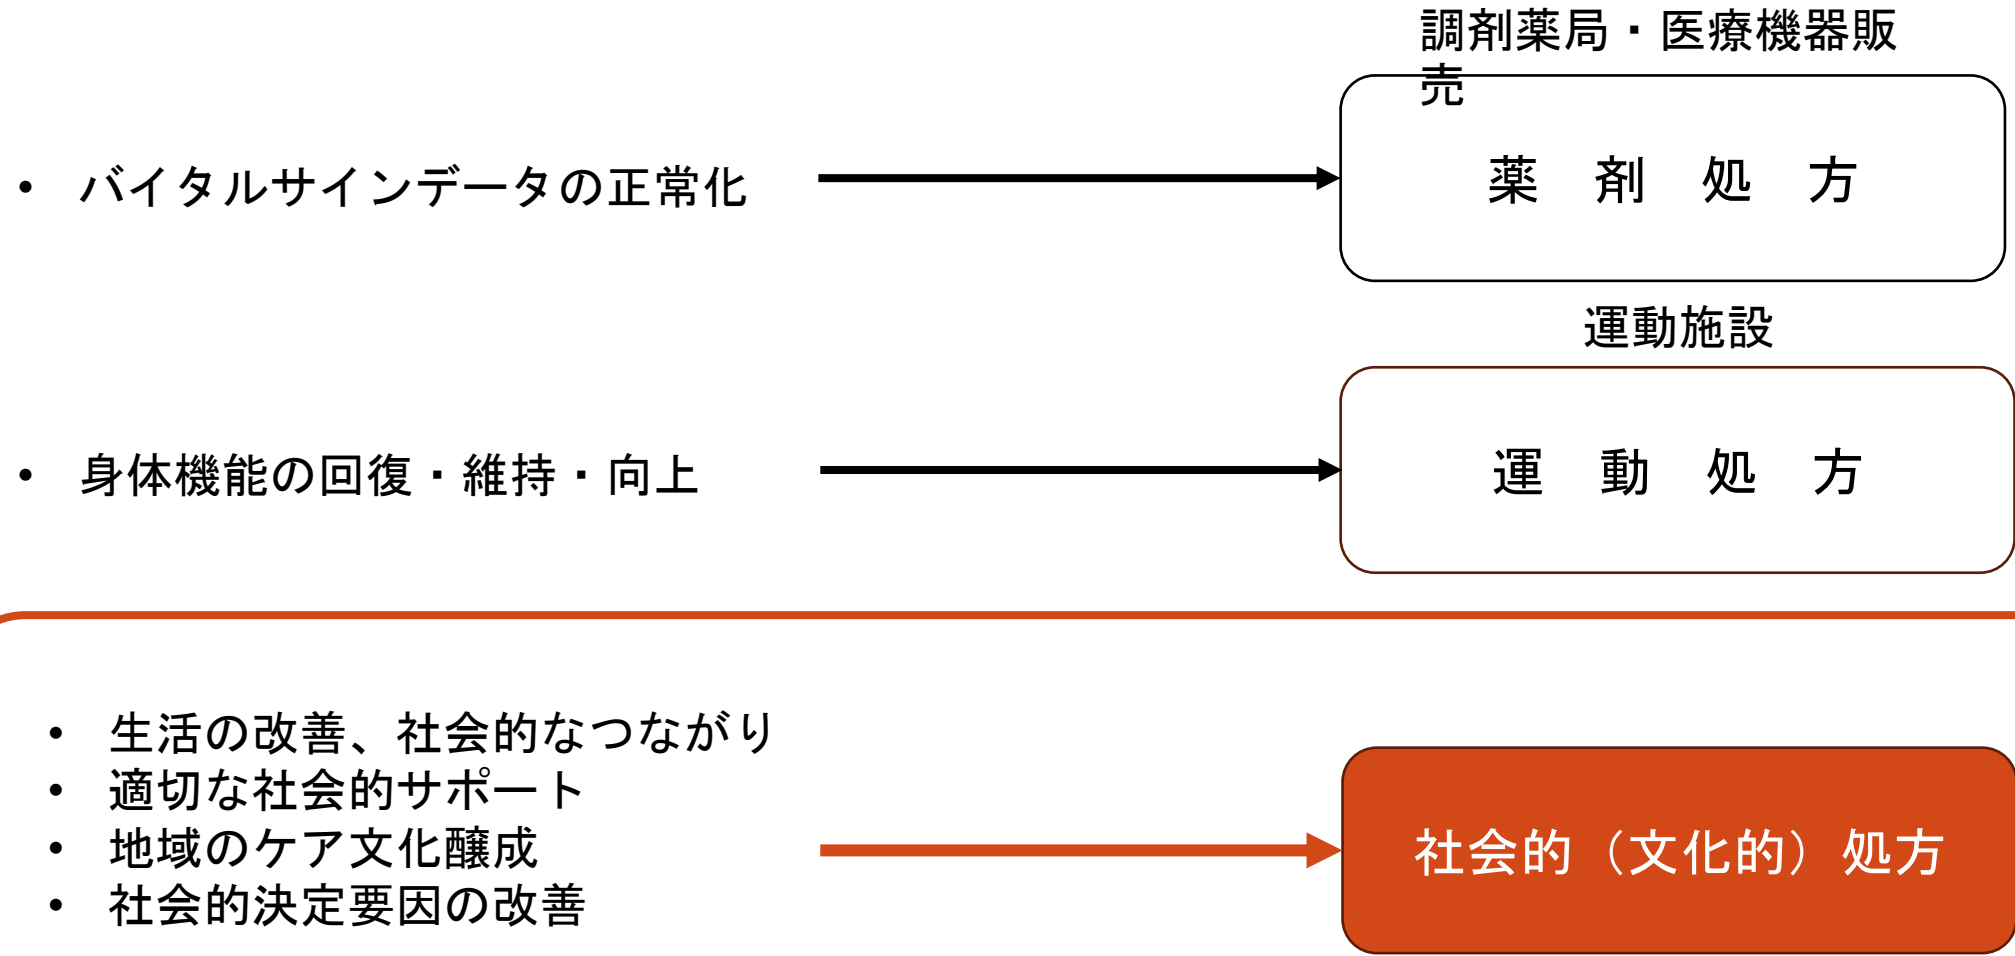 調剤薬局・医療機器販
売
• バイタルサインデータの正常化
薬 剤 処 方
運動施設
• 身体機能の回復・維持・向上
運 動 処 方
• 生活の改善、社会的なつながり
• 適切な社会的サポート
• 地域のケア文化醸成
• 社会的決定要因の改善
社会的（文化的）処方